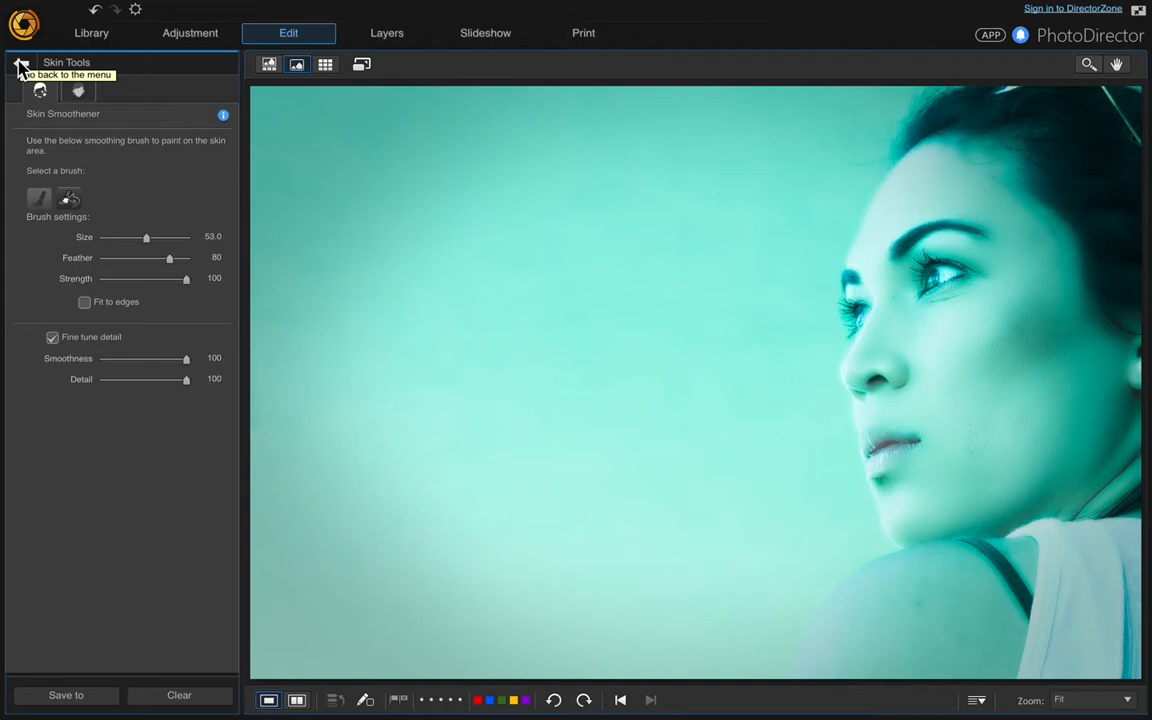 Sign in to DirectorZone
Library
Adjustment
Edit
Layers
Slideshow
Print
APP
PhotoDirector
Skin Tools
go back to the menu
Skin Smoothener
Use the below smoothing brush to paint on the skin
area.
Select a brush:
Brush settings:
Size 53.0
Feather 80
Strength 100
Fit to edges
Fine tune detail
Smoothness 100
Detail 100
Save to
Clear
Zoom: Fit